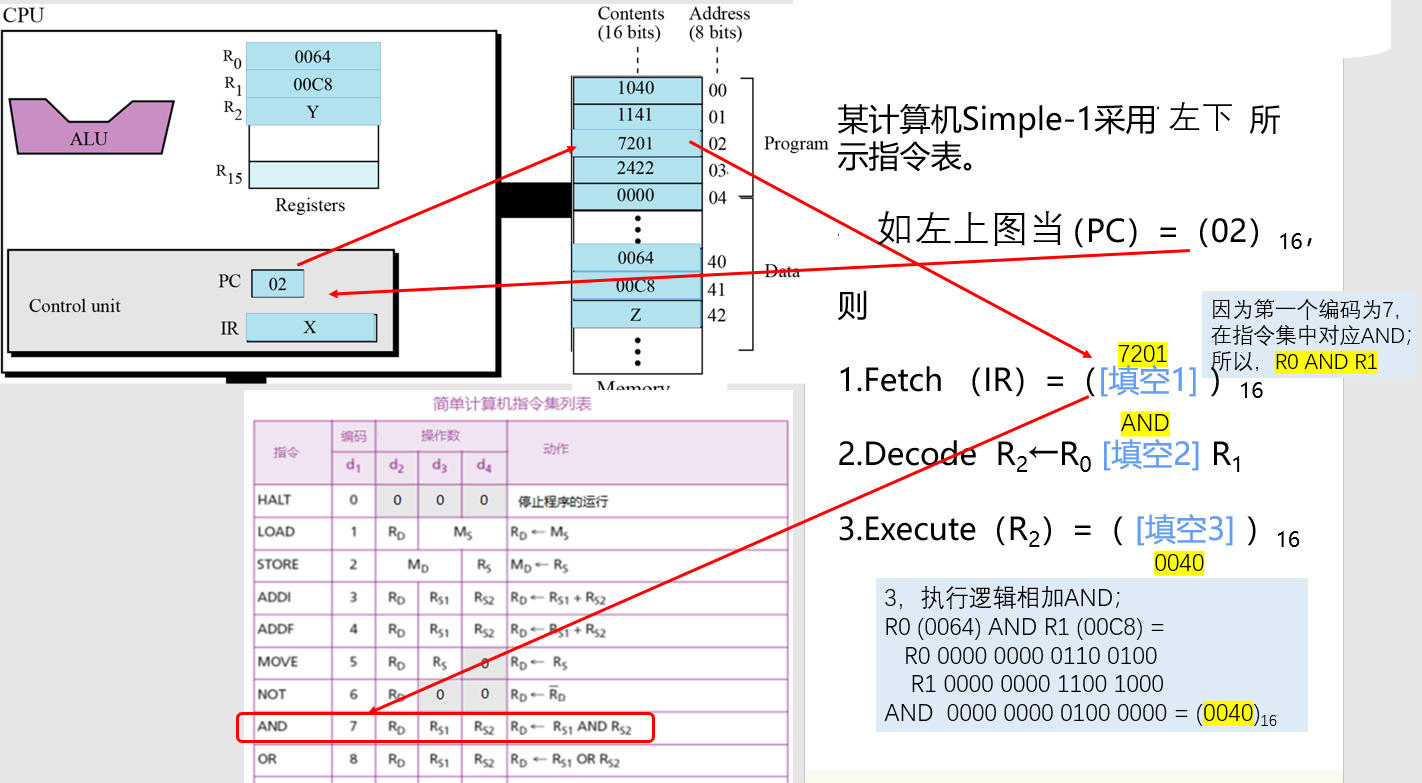 CPU
R0 0064
R1 00C8
R2 Y
R15
ALU
Registers
PC 02
Control unit
IR X
Contents Address
(16 bits) (8 bits)
1040 00
1141 01
7201 02
2422 03
0000 04
Program
0064 40
00C8 41
Z 42
Data
Memory
某计算机Simple-1采用 左下 所
示指令表。
如左上图当(PC) = (02) 16,
则
因为第一个编码为7,
在指令集中对应AND;
所以, R0 AND R1
7201
1.Fetch (IR) = ([填空1] ) 16
AND
2.Decode R2←R0 [填空2] R1
3.Execute (R2) = ( [填空3] ) 16
0040
3, 执行逻辑相加AND;
R0 (0064) AND R1 (00C8) =
R0 0000 0000 0110 0100
R1 0000 0000 1100 1000
AND 0000 0000 0100 0000 = (0040)16
简单计算机指令集列表
指令 编码 操作数 动作
d1 d2 d3 d4
HALT 0 0 0 0 停止程序的运行
LOAD 1 RD MS RD ← MS
STORE 2 MD RS MD ← RS
ADDI 3 RD RS1 RS2 RD ← RS1 + RS2
ADDF 4 RD RS1 RS2 RD ← RS1 + RS2
MOVE 5 RD RS 0 RD ← RS
NOT 6 RD 0 0 RD ← R̅D
AND 7 RD RS1 RS2 RD ← RS1 AND RS2
OR 8 RD RS1 RS2 RD ← RS1 OR RS2